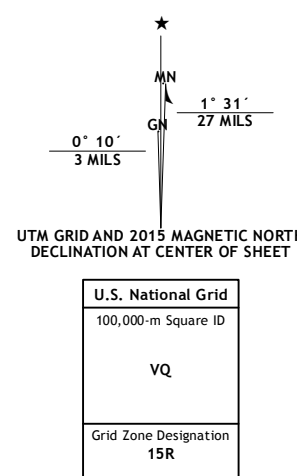 ★
MN
1° 31´
27 MILS
GN
0° 10´
3 MILS
UTM GRID AND 2015 MAGNETIC NORTH
DECLINATION AT CENTER OF SHEET
U.S. National Grid
100,000-m Square ID
VQ
Grid Zone Designation
15R